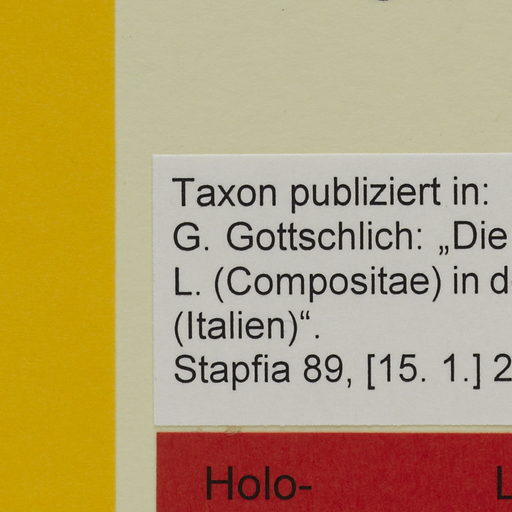 Taxon publiziert in:
G. Gottschlich: „Die
L. (Compositae) in
(Italien)“.
Stapfia 89, [15. 1.] 2
Holo-